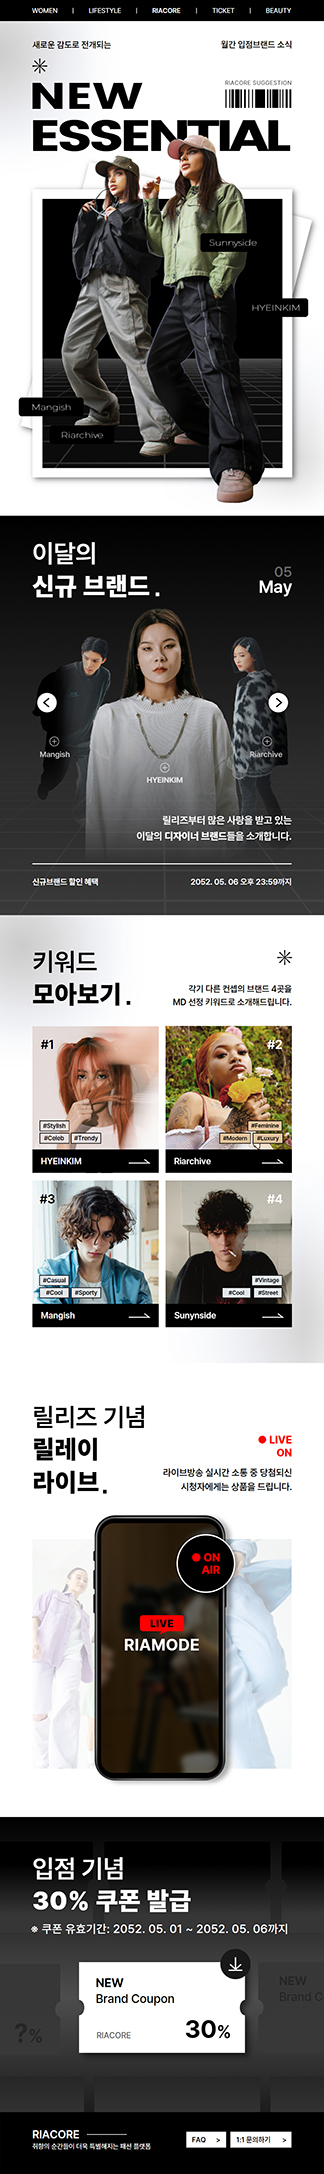 WOMEN | LIFESTYLE | RIACORE | TICKET | BEAUTY
새로운 감도로 전개되는
월간 입점브랜드 소식
RIACORE SUGGESTION
NEW
ESSENTIAL
Sunnyside
HYEINKIM
Mangish
Riarchive
이달의
신규 브랜드.
05
May
Mangish
HYEINKIM
Riarchive
릴리즈부터 많은 사랑을 받고 있는
이달의 디자이너 브랜드들을 소개합니다.
신규브랜드 할인 혜택
2052. 05. 06 오후 23:59까지
키워드
모아보기.
각기 다른 컨셉의 브랜드 4곳을
MD 선정 키워드로 소개해드립니다.
#1
#Stylish
#Celeb #Trendy
HYEINKIM
#2
#Feminine
#Modern #Luxury
Riarchive
#3
#Casual
#Cool #Sporty
Mangish
#4
#Vintage
#Cool #Street
Sunynside
릴리즈 기념
릴레이
라이브.
LIVE
ON
라이브방송 실시간 소통 중 당첨되신
시청자에게는 상품을 드립니다.
ON
AIR
LIVE
RIAMODE
입점 기념
30% 쿠폰 발급
※ 쿠폰 유효기간: 2052. 05. 01 ~ 2052. 05. 06까지
?%
NEW
Brand Coupon
RIACORE
30%
NEW
Brand C
RIACORE
취향의 순간들이 더욱 특별해지는 패션 플랫폼
FAQ >
1:1 문의하기 >